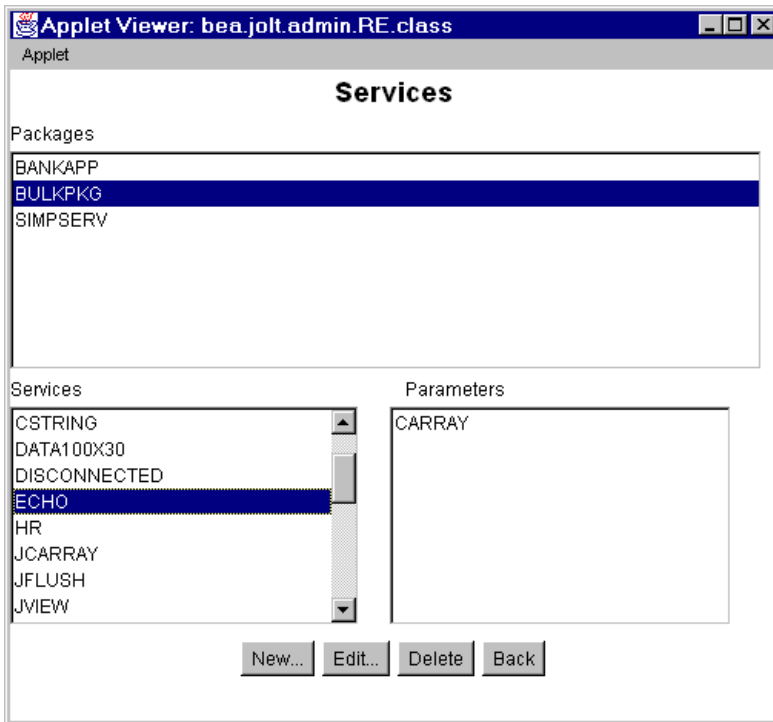 Applet Viewer: bea.jolt.admin.RE.class
Applet
Services
Packages
BANKAPP
BULKPKG
SIMPSERV
Services
CSTRING
DATA100X30
DISCONNECTED
ECHO
HR
JCARRAY
JFLUSH
JVIEW
Parameters
CARRAY
New... Edit... Delete Back